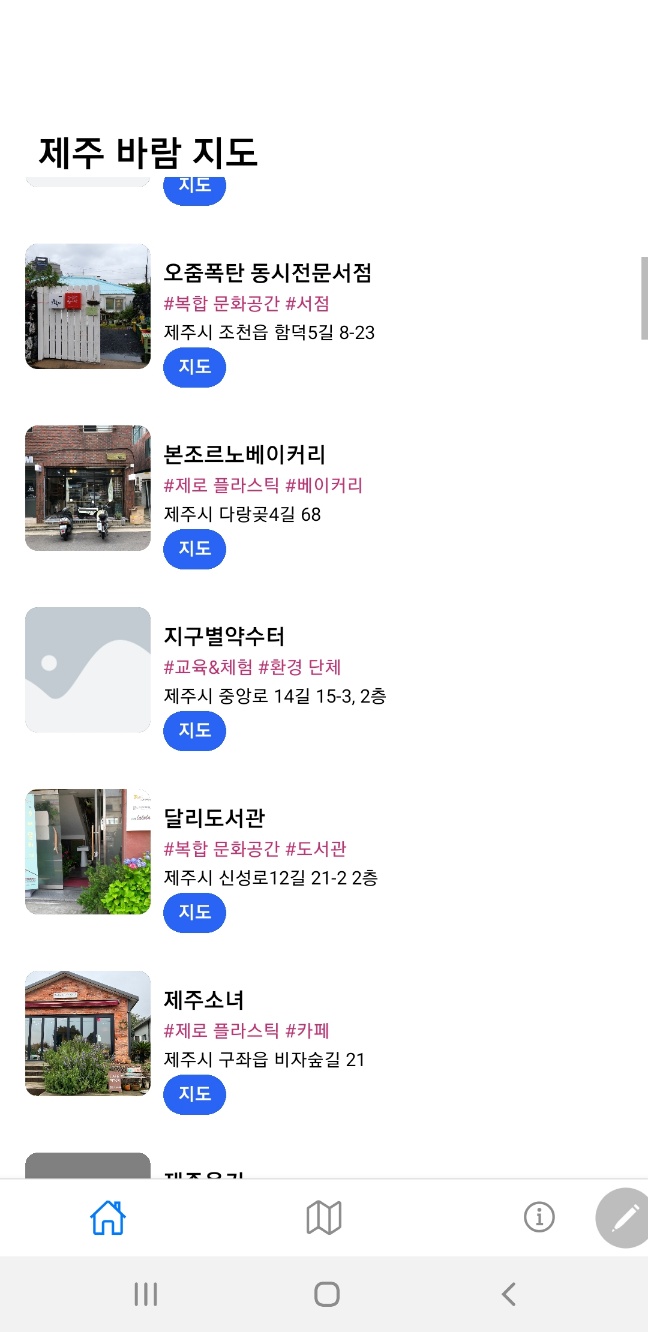 제주 바람 지도
지도
오줌폭탄 동시전문서점
#복합 문화공간 #서점
제주시 조천읍 함덕5길 8-23
지도
본조르노베이커리
#제로 플라스틱 #베이커리
제주시 다랑곶4길 68
지도
지구별약수터
#교육&체험 #환경 단체
제주시 중앙로 14길 15-3, 2층
지도
달리도서관
#복합 문화공간 #도서관
제주시 신성로12길 21-2 2층
지도
제주소녀
#제로 플라스틱 #카페
제주시 구좌읍 비자숲길 21
지도